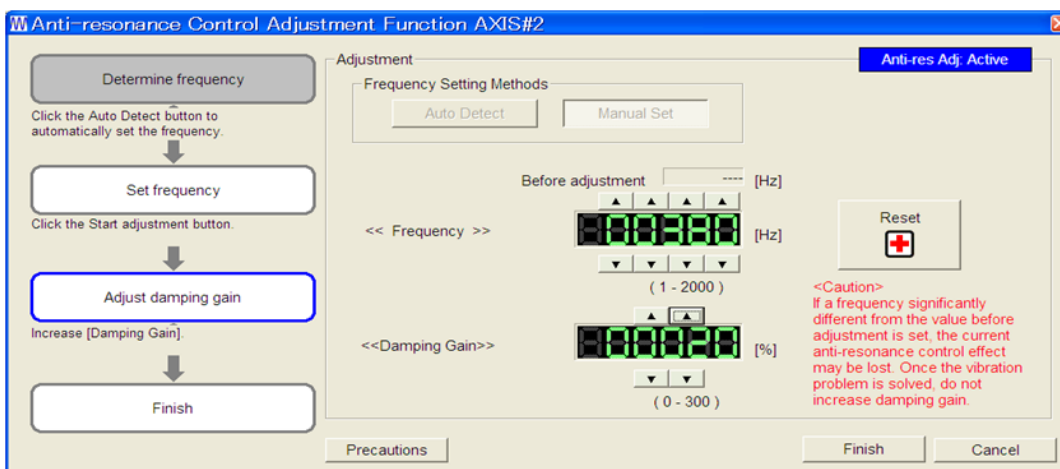 Anti-resonance Control Adjustment Function AXIS#2
Determine frequency
Click the Auto Detect button to
automatically set the frequency.
Set frequency
Click the Start adjustment button.
Adjust damping gain
Increase [Damping Gain].
Finish
Adjustment
Anti-res Adj: Active
Frequency Setting Methods
Auto Detect
Manual Set
Before adjustment ---- [Hz]
<< Frequency >>
[Hz]
( 1 - 2000 )
<<Damping Gain>>
[%]
( 0 - 300 )
Reset
<Caution>
If a frequency significantly
different from the value before
adjustment is set, the current
anti-resonance control effect
may be lost. Once the vibration
problem is solved, do not
increase damping gain.
Precautions
Finish
Cancel